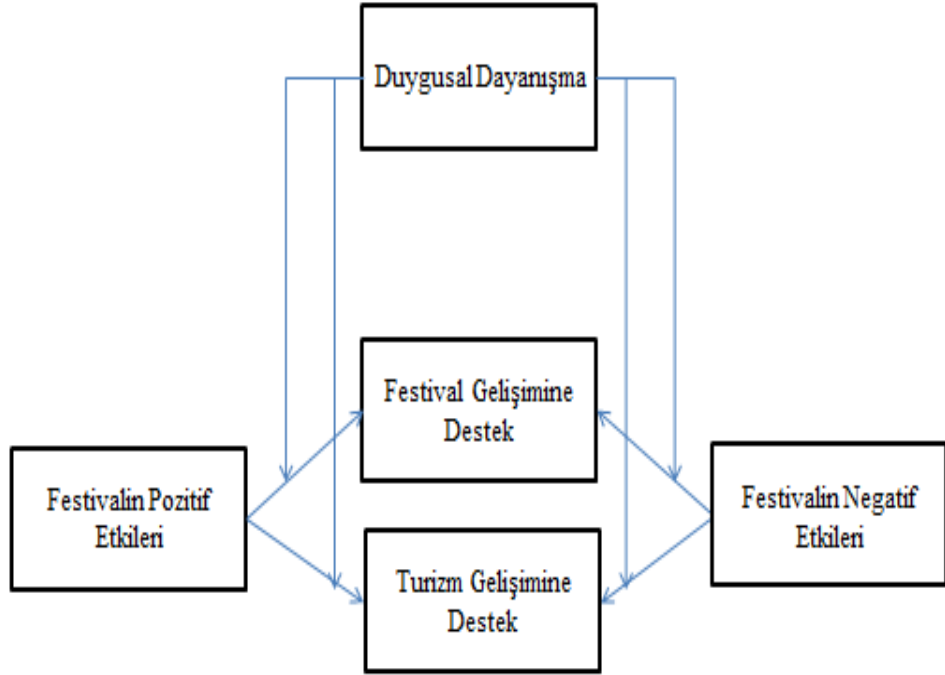 Duygusal Dayanışma
Festival Gelişimine
Destek
Festivalin Pozitif
Etkileri
Festivalin Negatif
Etkileri
Turizm Gelişimine
Destek